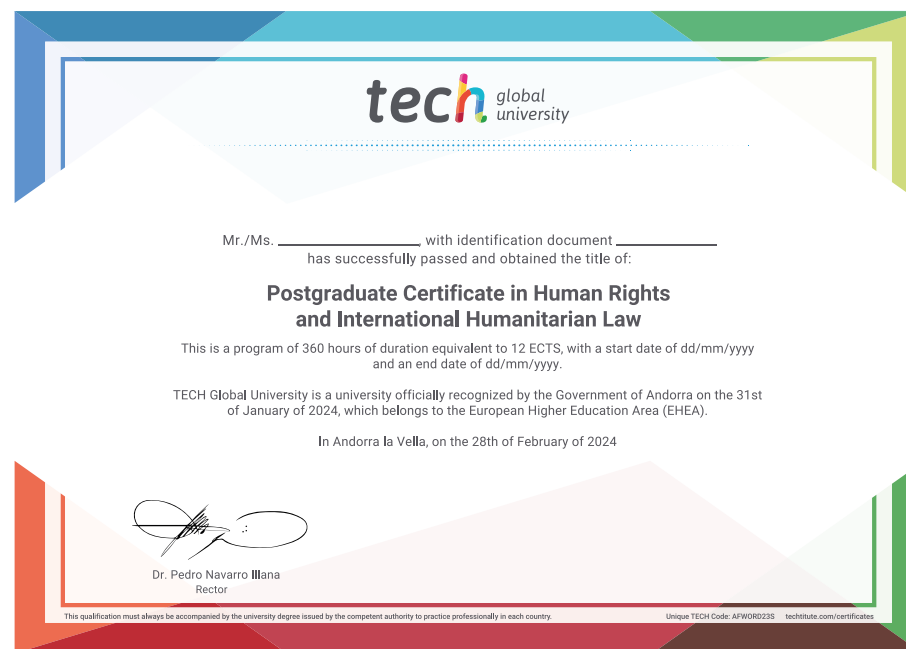 tech global
university
Mr./Ms. ____________, with identification document ____________
has successfully passed and obtained the title of:
Postgraduate Certificate in Human Rights
and International Humanitarian Law
This is a program of 360 hours of duration equivalent to 12 ECTS, with a start date of dd/mm/yyyy
and an end date of dd/mm/yyyy.
TECH Global University is a university officially recognized by the Government of Andorra on the 31st
of January of 2024, which belongs to the European Higher Education Area (EHEA).
In Andorra la Vella, on the 28th of February of 2024
Dr. Pedro Navarro Illana
Rector
This qualification must always be accompanied by the university degree issued by the competent authority to practice professionally in each country.
Unique TECH Code: AFWORD23S techtitute.com/certificates